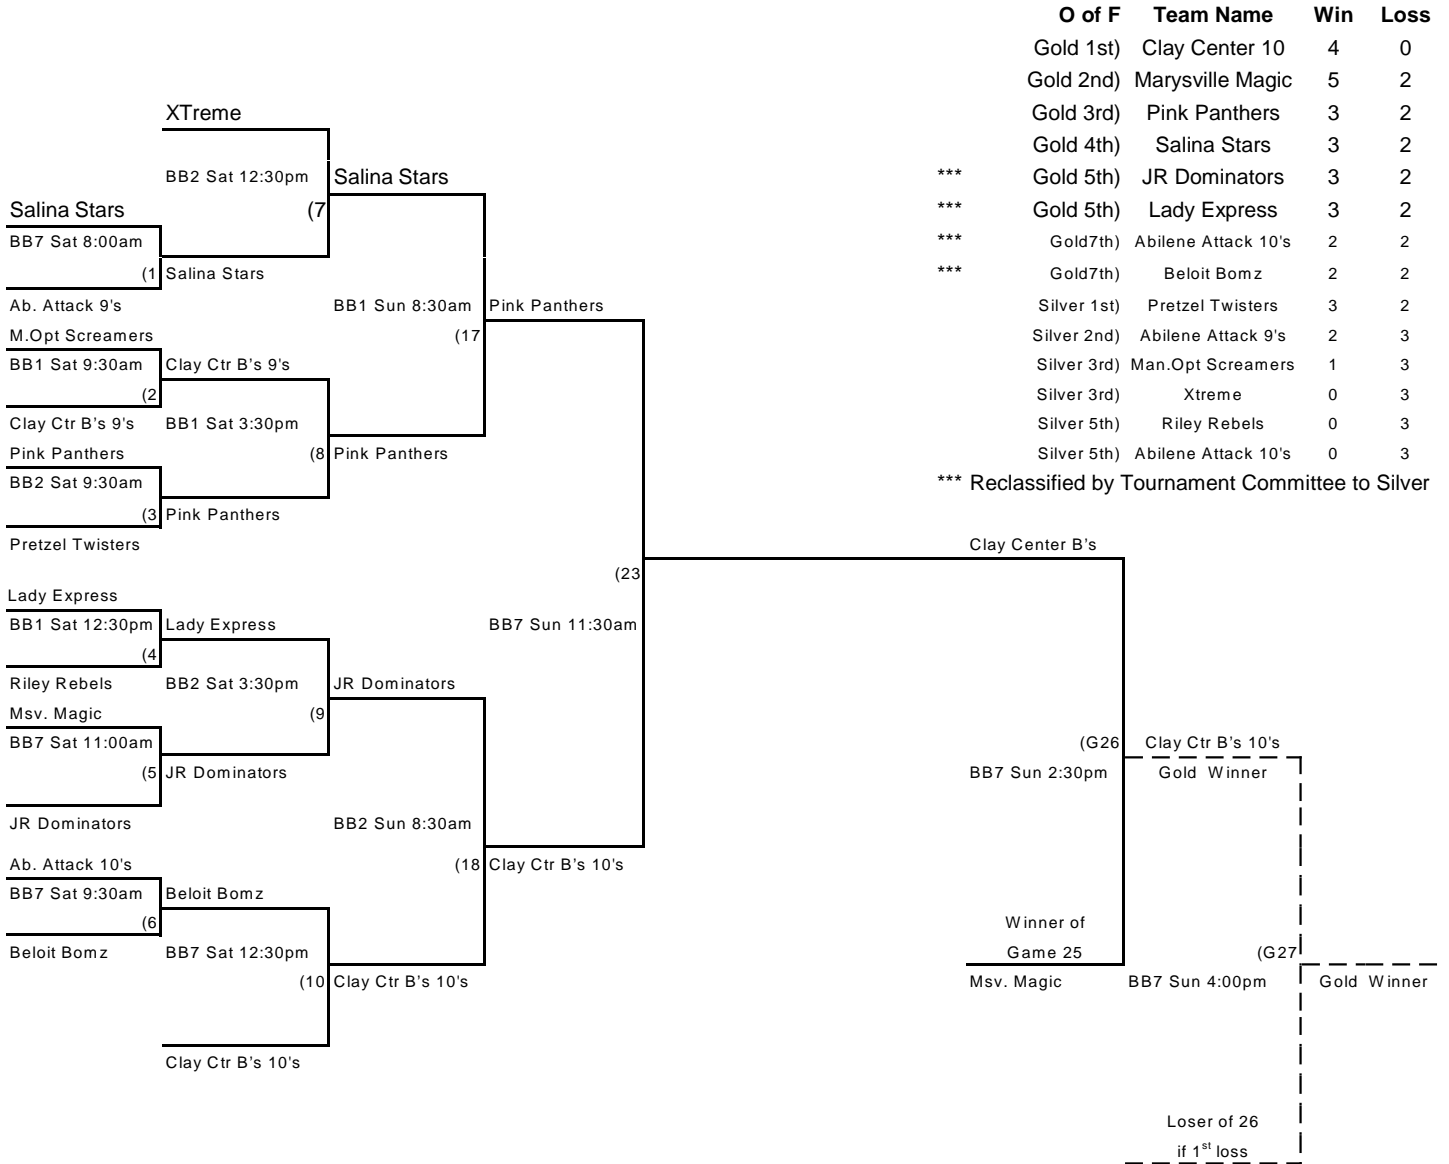 O of F Team Name Win Loss
Gold 1st) Clay Center 10 4 0
Gold 2nd) Marysville Magic 5 2
Gold 3rd) Pink Panthers 3 2
Gold 4th) Salina Stars 3 2
*** Gold 5th) JR Dominators 3 2
*** Gold 5th) Lady Express 3 2
*** Gold7th) Abilene Attack 10's 2 2
*** Gold7th) Beloit Bomz 2 2
Silver 1st) Pretzel Twisters 3 2
Silver 2nd) Abilene Attack 9's 2 3
Silver 3rd) Man.Opt Screamers 1 3
Silver 3rd) Xtreme 0 3
Silver 5th) Riley Rebels 0 3
Silver 5th) Abilene Attack 10's 0 3
*** Reclassified by Tournament Committee to Silver
XTreme
BB2 Sat 12:30pm Salina Stars
Salina Stars (7
BB7 Sat 8:00am
(1 Salina Stars
Ab. Attack 9's BB1 Sun 8:30am Pink Panthers
M.Opt Screamers (17
BB1 Sat 9:30am Clay Ctr B's 9's
(2
Clay Ctr B's 9's BB1 Sat 3:30pm
Pink Panthers (8 Pink Panthers
BB2 Sat 9:30am
(3 Pink Panthers
Pretzel Twisters Clay Center B's
(23
Lady Express
BB1 Sat 12:30pm Lady Express BB7 Sun 11:30am
(4
Riley Rebels BB2 Sat 3:30pm JR Dominators
Msv. Magic (9
BB7 Sat 11:00am (G26 Clay Ctr B's 10's
(5 JR Dominators BB7 Sun 2:30pm Gold Winner
JR Dominators BB2 Sun 8:30am
Ab. Attack 10's (18 Clay Ctr B's 10's
BB7 Sat 9:30am Beloit Bomz
(6 Winner of
Beloit Bomz BB7 Sat 12:30pm Game 25 (G27
(10 Clay Ctr B's 10's Msv. Magic BB7 Sun 4:00pm Gold Winner
Clay Ctr B's 10's
Loser of 26
if 1st loss